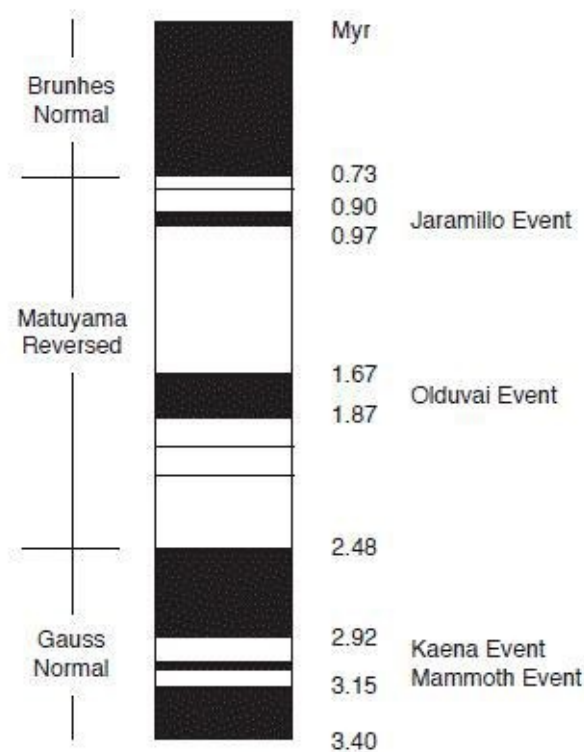 Myr
Brunhes
Normal
0.73
0.90
Jaramillo Event
0.97
Matuyama
Reversed
1.67
Olduvai Event
1.87
2.48
Gauss
Normal
2.92
Kaena Event
Mammoth Event
3.15
3.40